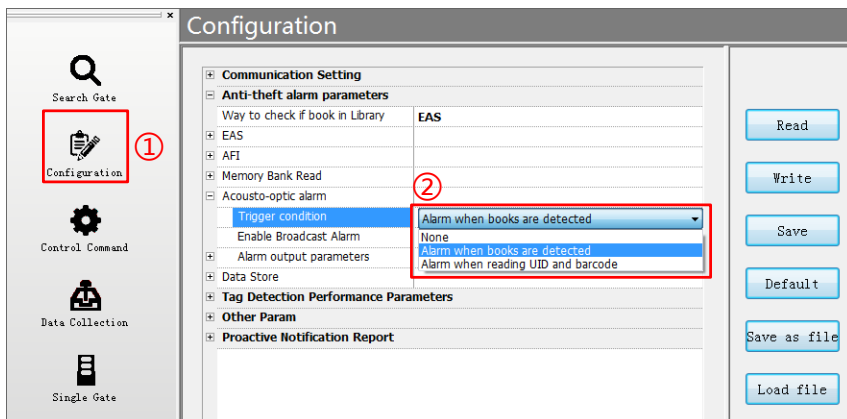 ×
Configuration
Search Gate
Configuration
①
Control Command
Data Collection
Single Gate
Communication Setting
Anti-theft alarm parameters
Way to check if book in Library EAS
EAS
AFI
Memory Bank Read
②
Acousto-optic alarm
Trigger condition Alarm when books are detected
None
Enable Broadcast Alarm
Alarm when books are detected
Alarm output parameters
Alarm when reading UID and barcode
Data Store
Tag Detection Performance Parameters
Other Param
Proactive Notification Report
Read
Write
Save
Default
Save as file
Load file